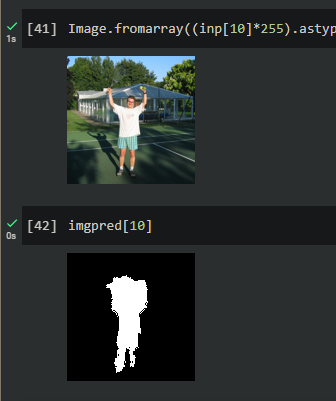 [41] Image.fromarray((inp[10]*255).astyp
1s
[42] imgpred[10]
0s